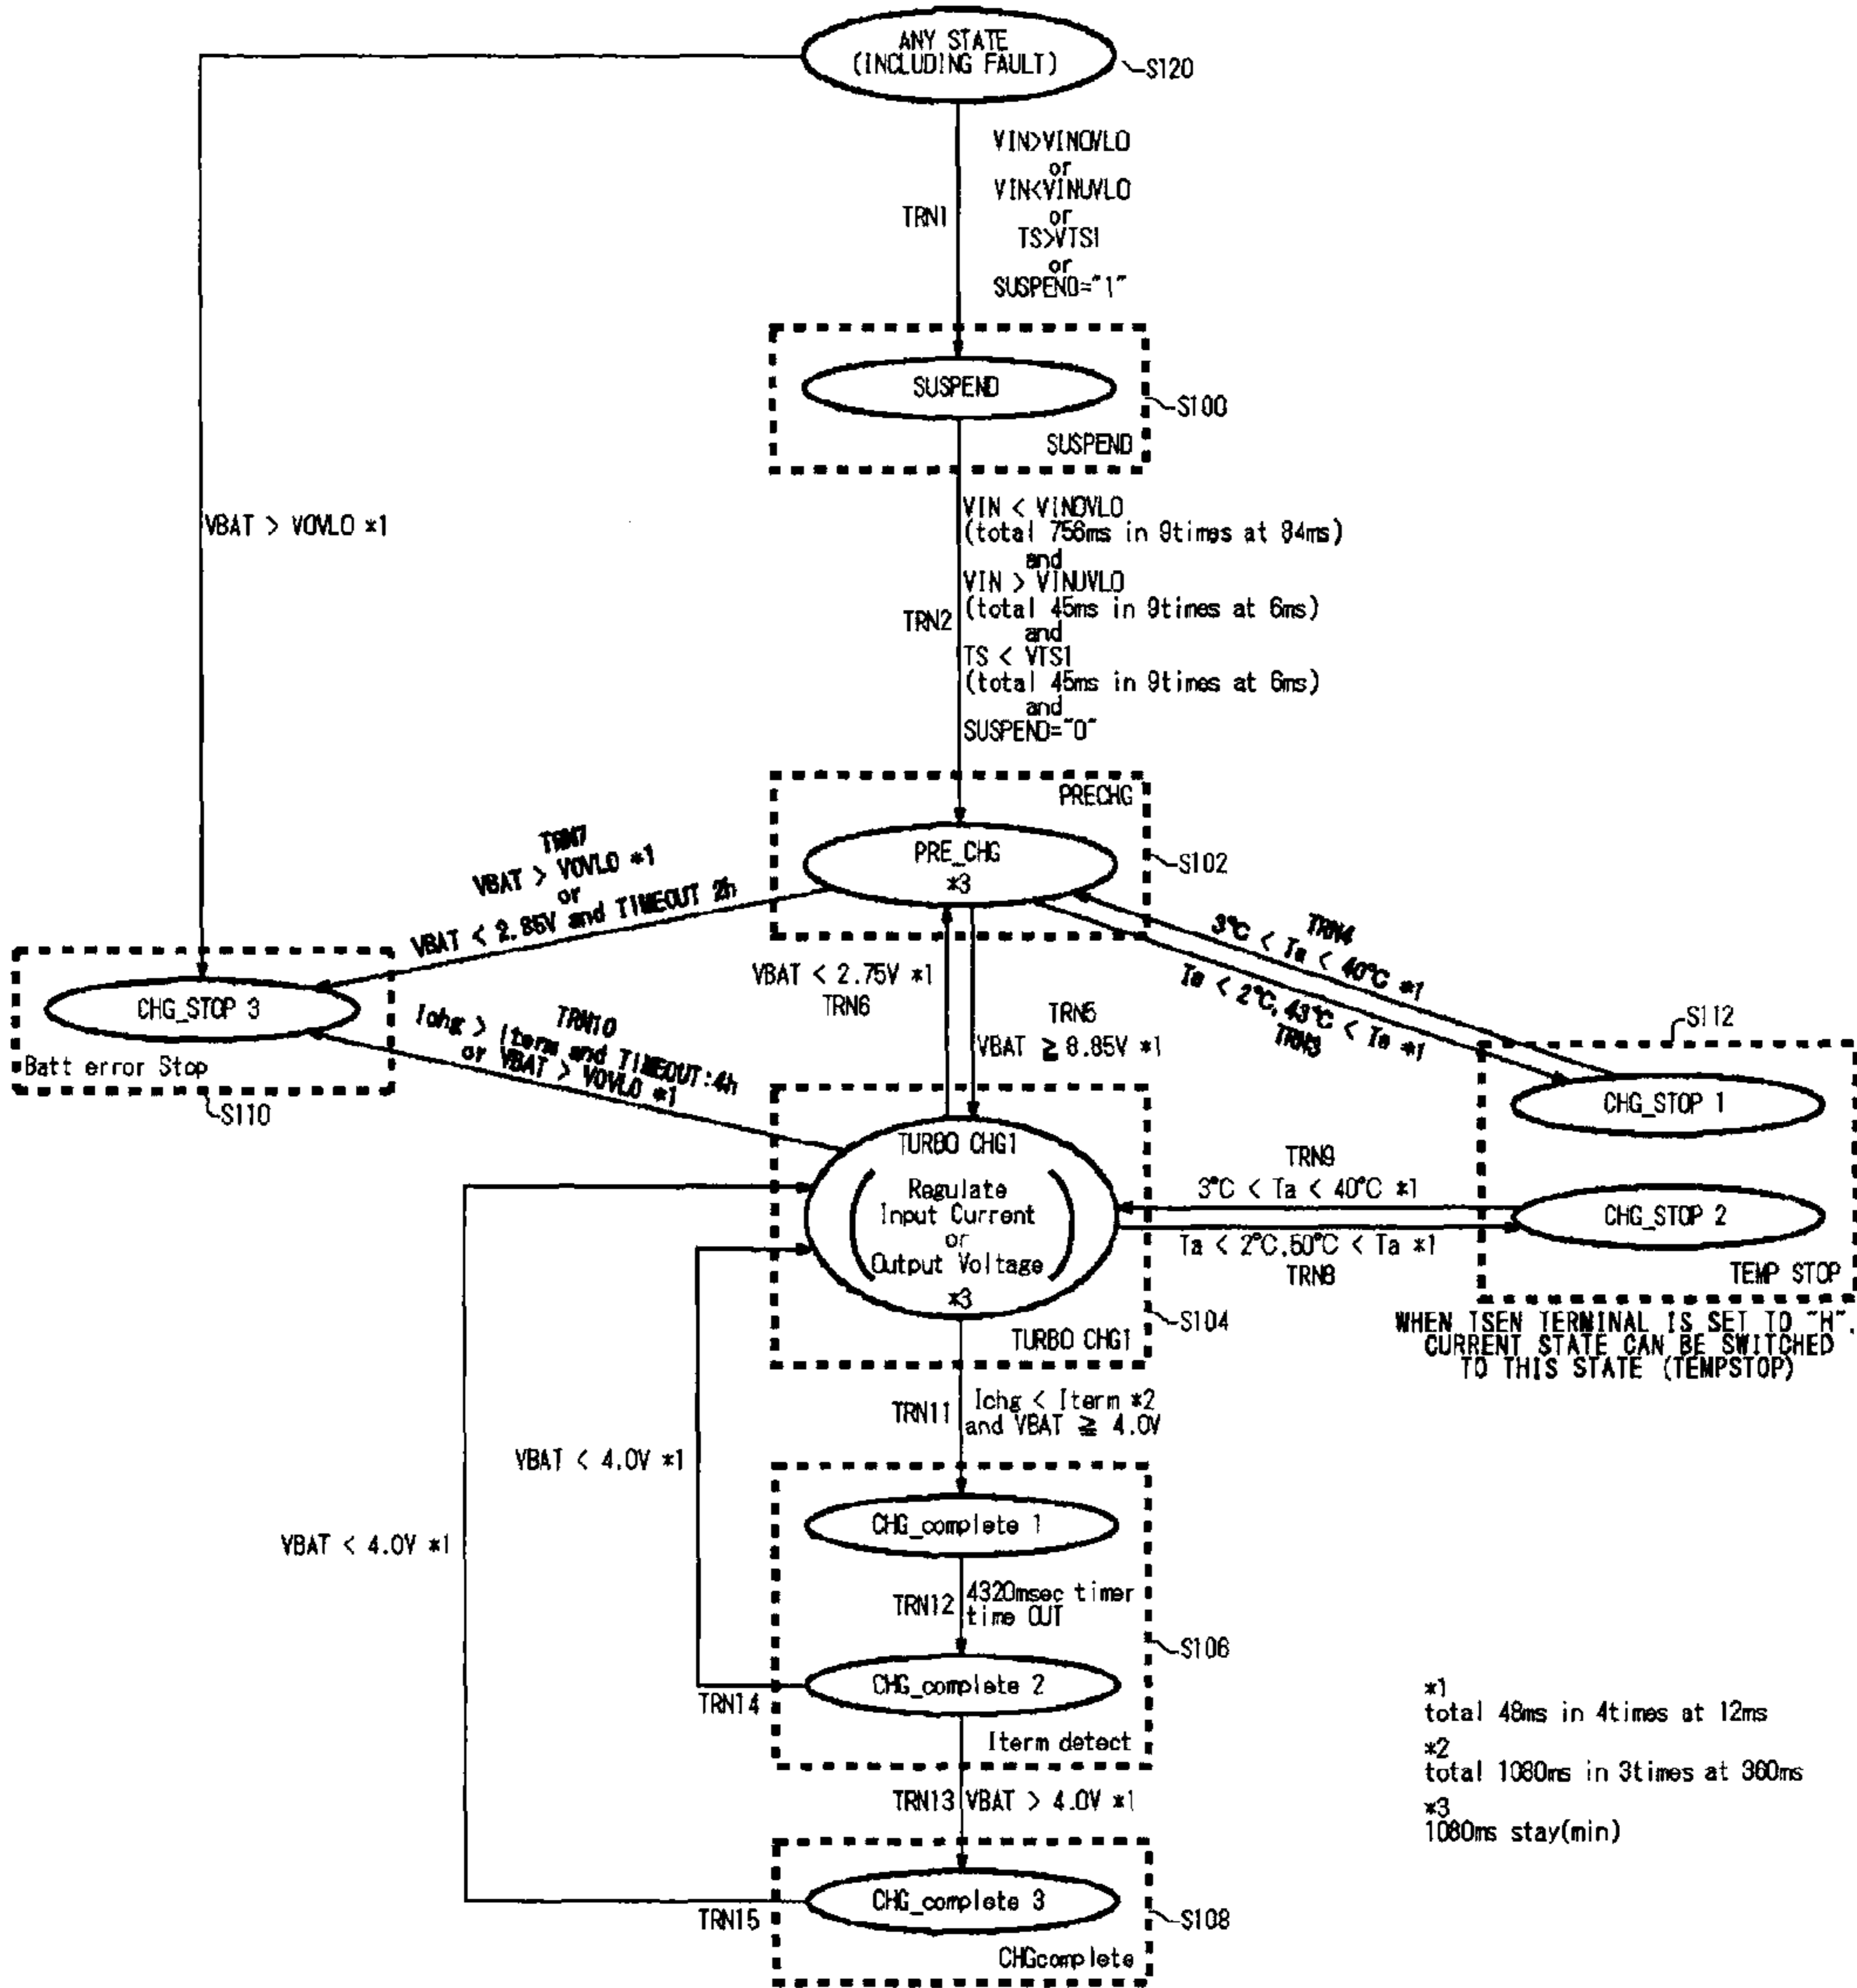 ANY STATE
(INCLUDING FAULT)
S120
VIN>VINOVLO
or
VIN<VINUVLO
or
TS>VTS1
or
SUSPEND="1"
TRN1
SUSPEND
S100
SUSPEND
VBAT > VOVLO *1
VIN < VINOVLO
(total 756ms in 9times at 84ms)
and
VIN > VINUVLO
(total 45ms in 9times at 6ms)
and
TS < VTS1
(total 45ms in 9times at 6ms)
and
SUSPEND="0"
TRN2
PRECHG
PRE_CHG
*3
S102
TRN7
VBAT > VOVLO *1
or
VBAT < 2.85V and TIMEOUT 2h
TRN4
3°C < Ta < 40°C *1
Ta < 2°C, 43°C < Ta *1
TRN3
VBAT < 2.75V *1
TRN6
TRN5
VBAT ≧ 8.85V *1
CHG_STOP 3
Batt error Stop
S110
TRN10
Ichg > Iterm and TIMEOUT:4h
or VBAT > VOVLO *1
S112
CHG_STOP 1
TURBO CHG1
Regulate
Input Current
or
Output Voltage
*3
TURBO CHG1
S104
TRN9
3°C < Ta < 40°C *1
Ta < 2°C,50°C < Ta *1
TRN8
CHG_STOP 2
TEMP STOP
WHEN TSEN TERMINAL IS SET TO "H",
CURRENT STATE CAN BE SWITCHED
TO THIS STATE (TEMPSTOP)
TRN11
Ichg < Iterm *2
and VBAT ≧ 4.0V
VBAT < 4.0V *1
VBAT < 4.0V *1
CHG_complete 1
TRN12
4320msec timer
time OUT
S106
CHG_complete 2
TRN14
Iterm detect
TRN13
VBAT > 4.0V *1
CHG_complete 3
TRN15
S108
CHGcomplete
*1
total 48ms in 4times at 12ms
*2
total 1080ms in 3times at 360ms
*3
1080ms stay(min)